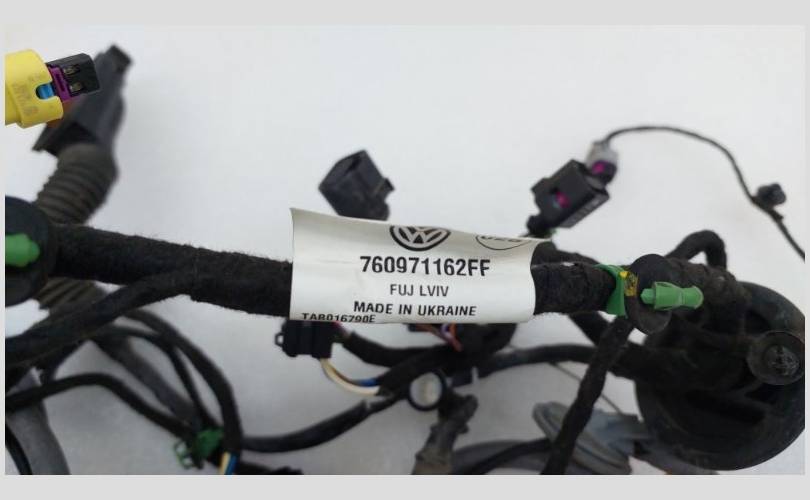 760971162FF
FUJ LVIV
MADE IN UKRAINE
TAB016790E